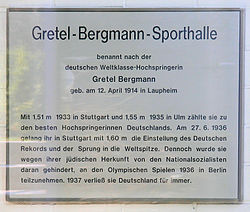 Gretel-Bergmann-Sporthalle
benannt nach der
deutschen Weltklasse-Hochspringerin
Gretel Bergmann
geb. am 12. April 1914 in Laupheim
Mit 1,51 m 1933 in Stuttgart und 1,55 m 1935 in Ulm zählte sie zu
den besten Hochspringerinnen Deutschlands. Am 27. 6. 1936
gelang ihr in Stuttgart mit 1,60 m die Einstellung des Deutschen
Rekords und der Sprung in die Weltspitze. Dennoch wurde sie
wegen ihrer jüdischen Herkunft von den Nationalsozialisten
daran gehindert, an den Olympischen Spielen 1936 in Berlin
teilzunehmen. 1937 verließ sie Deutschland für immer.